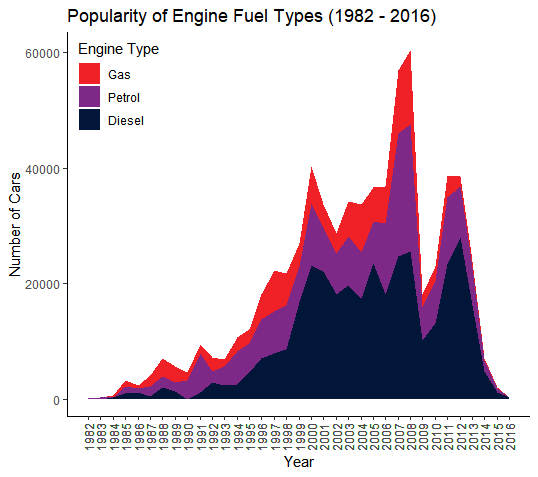 Popularity of Engine Fuel Types (1982 - 2016)
Engine Type
Gas
Petrol
Diesel
Number of Cars
60000
40000
20000
0
1982 1983 1984 1985 1986 1987 1988 1989 1990 1991 1992 1993 1994 1995 1996 1997 1998 1999 2000 2001 2002 2003 2004 2005 2006 2007 2008 2009 2010 2011 2012 2013 2014 2015 2016
Year